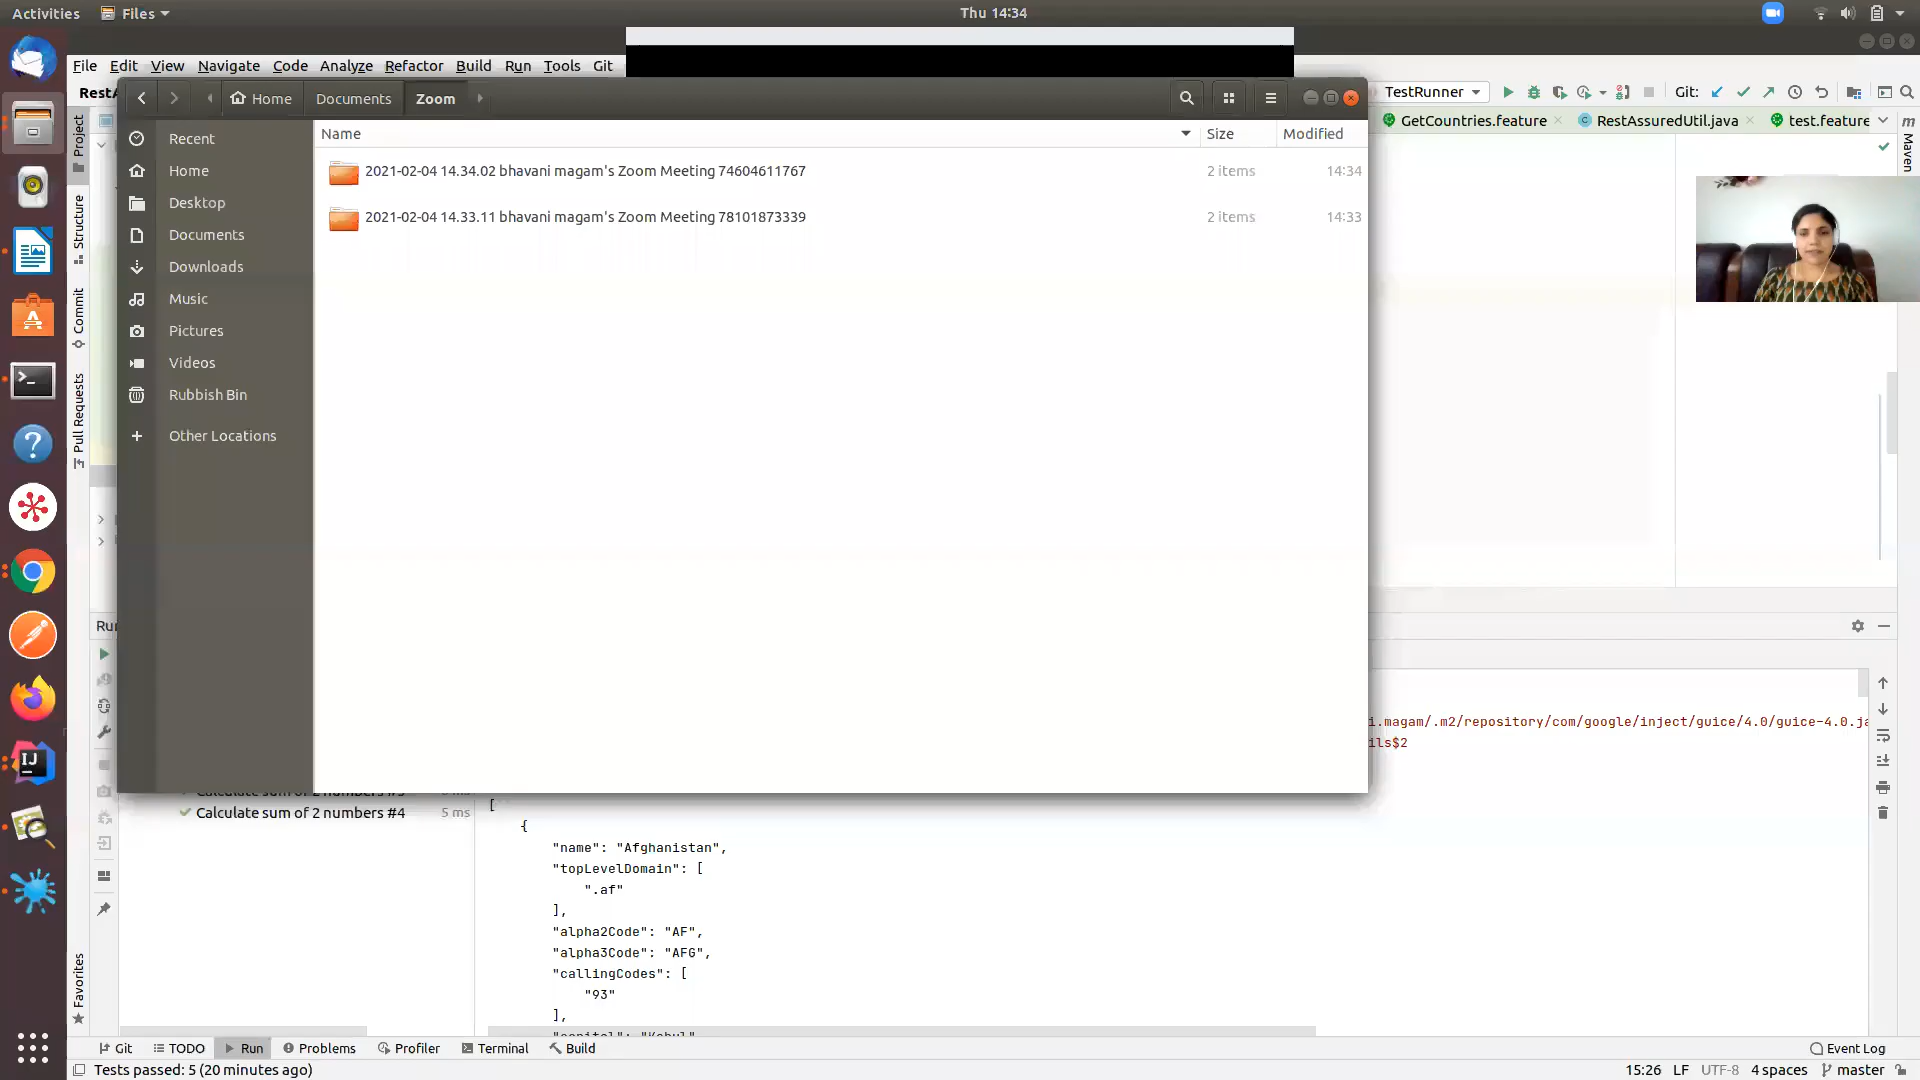 Activities Files Thu 14:34
File Edit View Navigate Code Analyze Refactor Build Run Tools Git
TestRunner Git:
Home Documents Zoom
GetCountries.feature RestAssuredUtil.java test.feature
Name Size Modified
Recent
Home
Desktop
Documents
Downloads
Music
Pictures
Videos
Rubbish Bin
Other Locations
2021-02-04 14.34.02 bhavani magam's Zoom Meeting 74604611767 2 items 14:34
2021-02-04 14.33.11 bhavani magam's Zoom Meeting 78101873339 2 items 14:33
Project
Structure
Commit
Pull Requests
Favorites
Maven
i.magam/.m2/repository/com/google/inject/guice/4.0/guice-4.0.ja
ils$2
Calculate sum of 2 numbers #4 5 ms
[
{
"name": "Afghanistan",
"topLevelDomain": [
".af"
],
"alpha2Code": "AF",
"alpha3Code": "AFG",
"callingCodes": [
"93"
],
Git TODO Run Problems Profiler Terminal Build Event Log
Tests passed: 5 (20 minutes ago) 15:26 LF UTF-8 4 spaces master